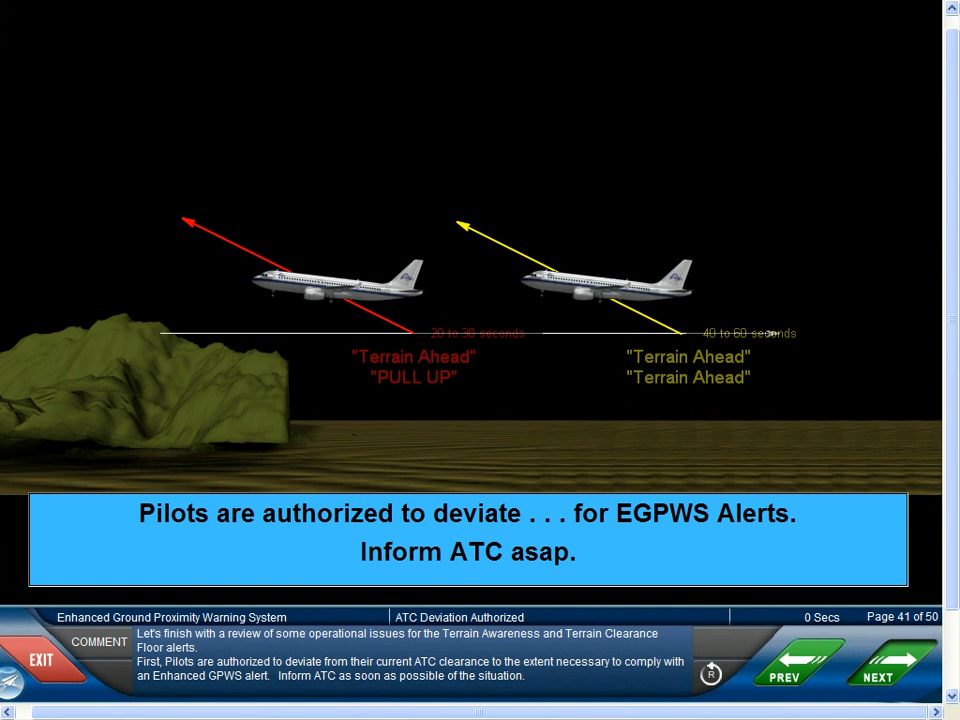 20 to 30 seconds
40 to 60 seconds
"Terrain Ahead"
"PULL UP"
"Terrain Ahead"
"Terrain Ahead"
Pilots are authorized to deviate . . . for EGPWS Alerts.
Inform ATC asap.
Enhanced Ground Proximity Warning System
ATC Deviation Authorized
0 Secs
Page 41 of 50
EXIT
COMMENT
Let's finish with a review of some operational issues for the Terrain Awareness and Terrain Clearance
Floor alerts.
First, Pilots are authorized to deviate from their current ATC clearance to the extent necessary to comply with
an Enhanced GPWS alert.   Inform ATC as soon as possible of the situation.
R
PREV
NEXT